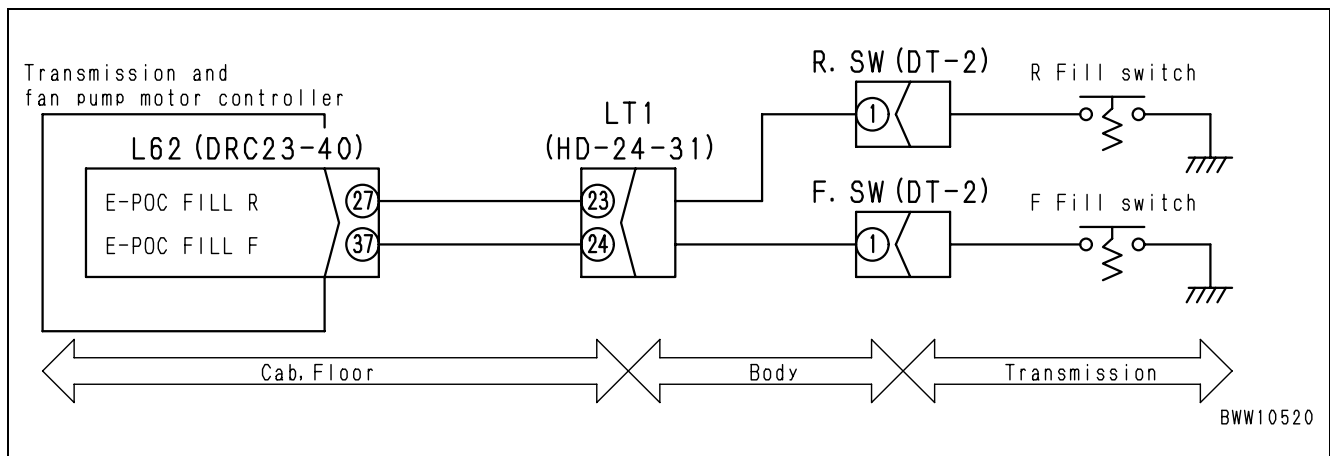 Transmission and
fan pump motor controller
L62 (DRC23-40)
E-POC FILL R
E-POC FILL F
27
37
LT1
(HD-24-31)
23
24
R. SW (DT-2)
1
R Fill switch
F. SW (DT-2)
1
F Fill switch
Cab, Floor
Body
Transmission
BWW10520